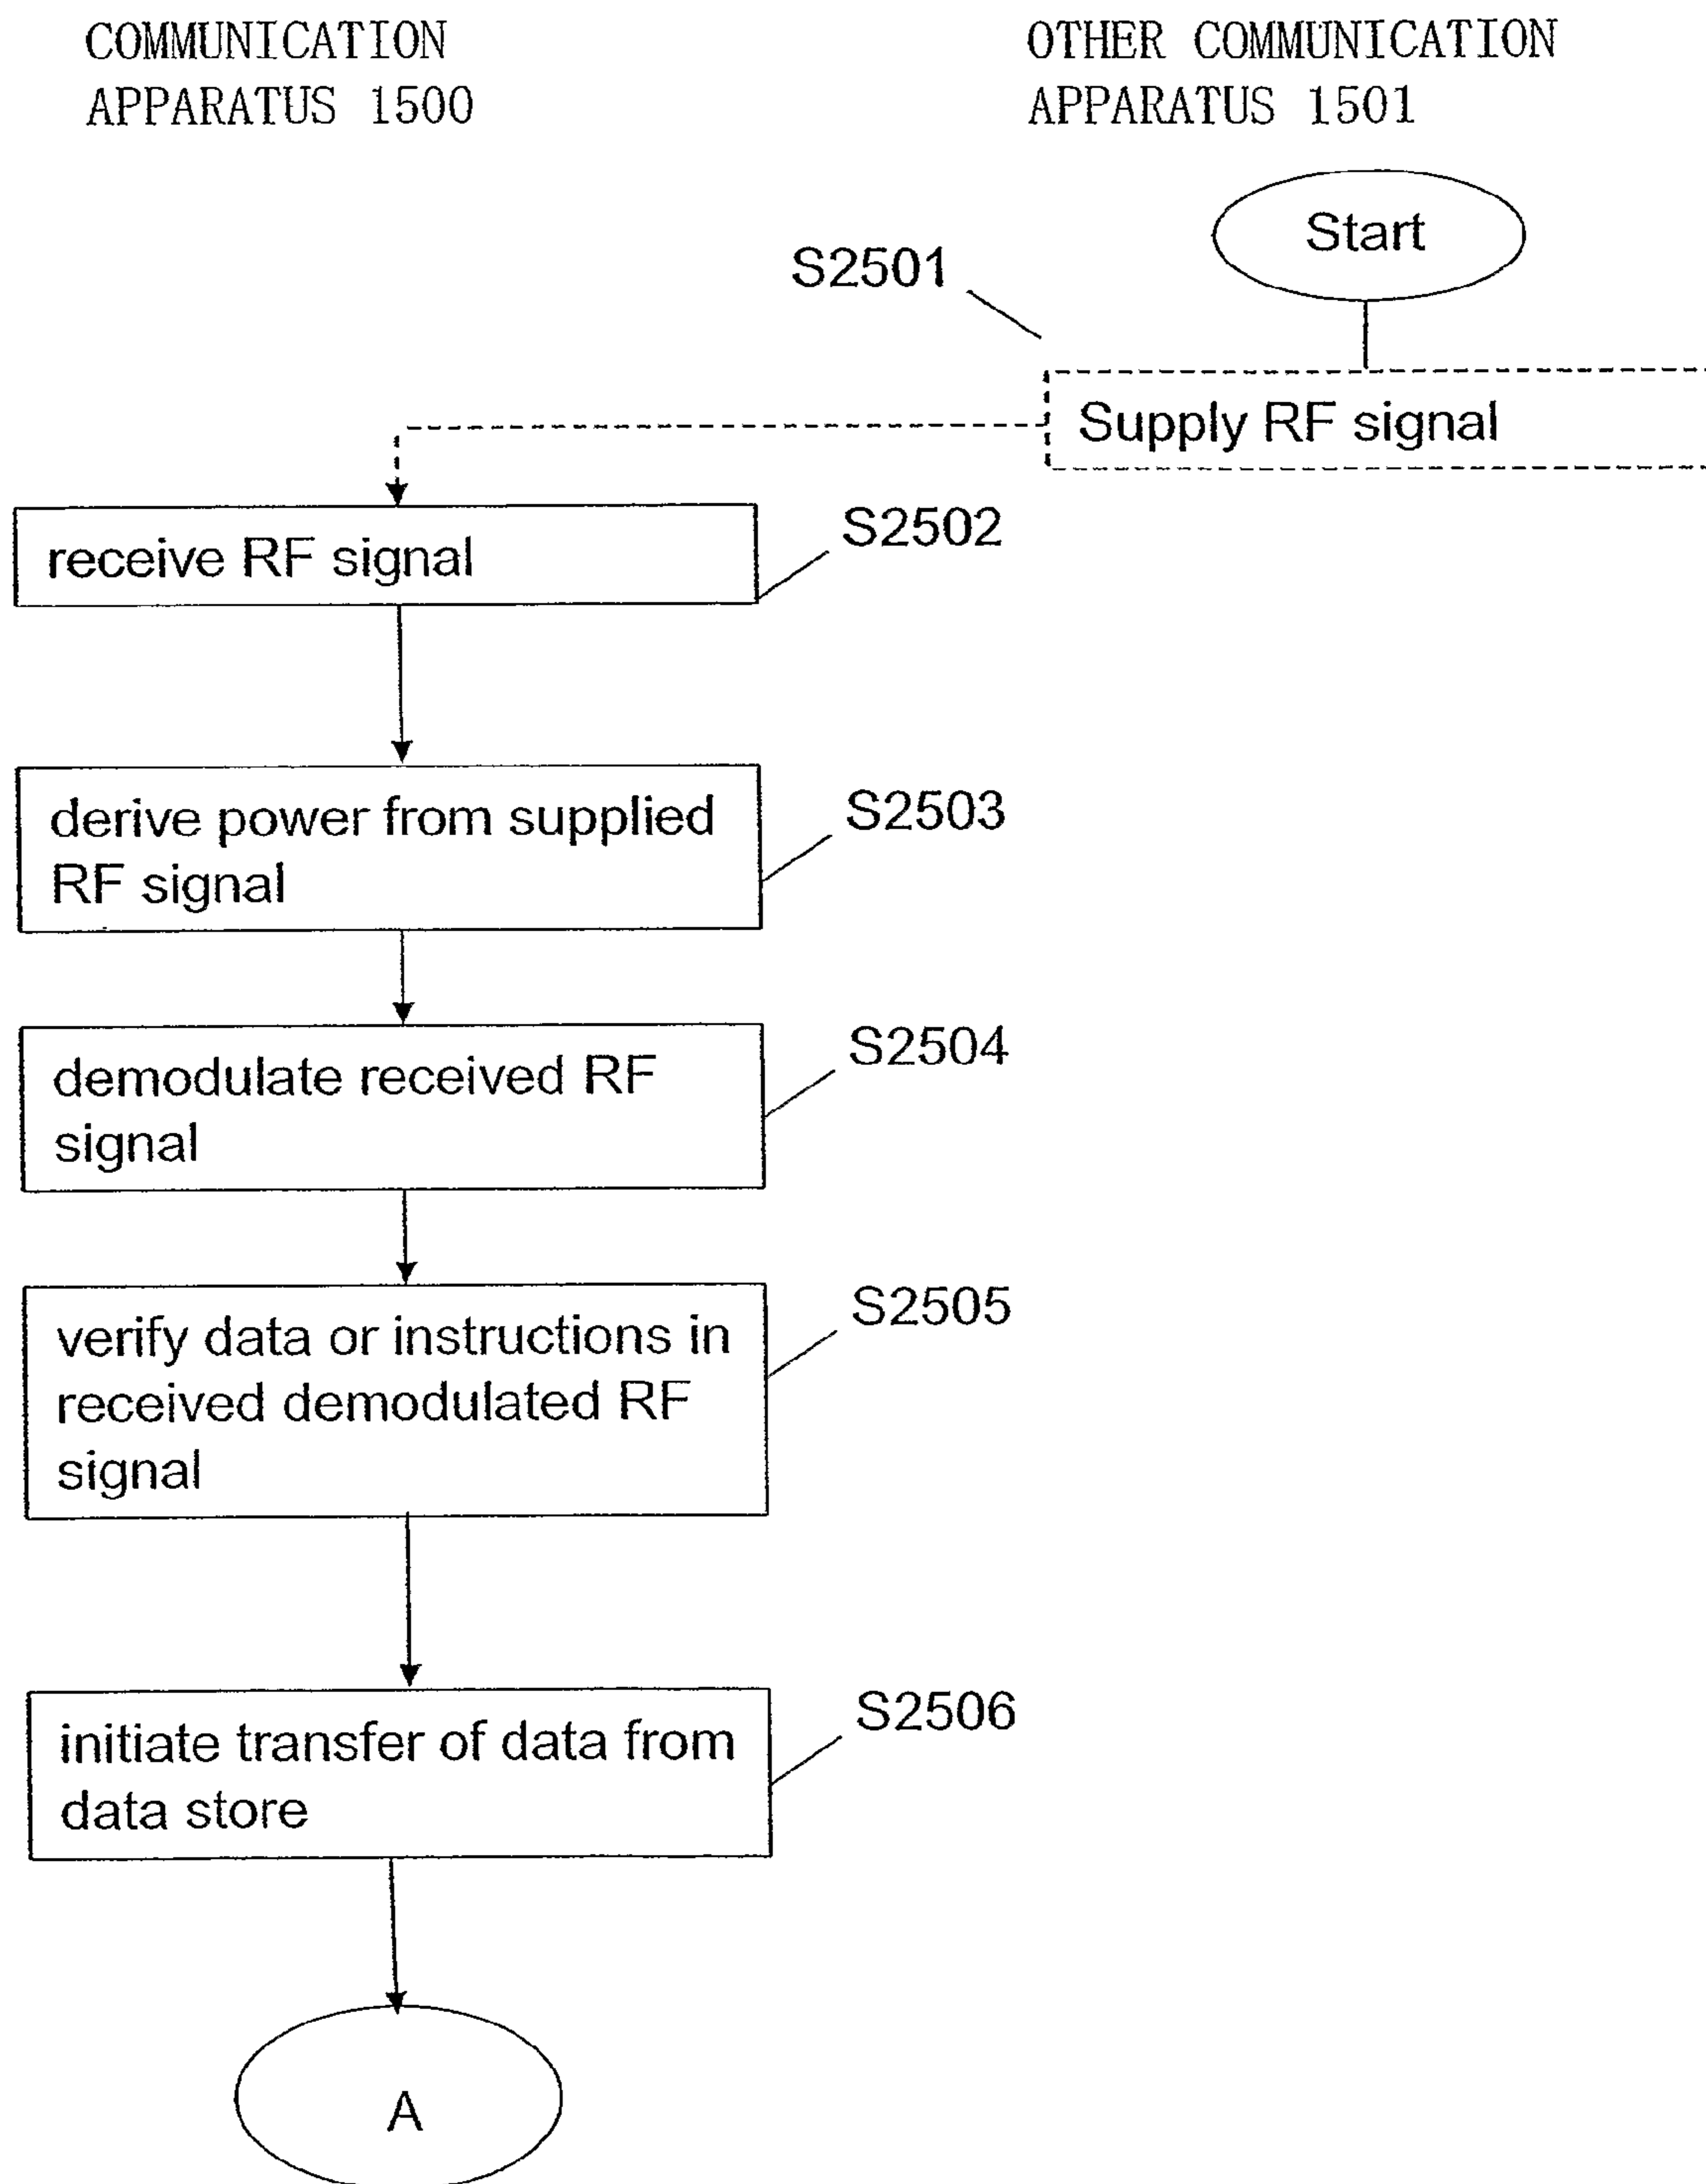 COMMUNICATION
APPARATUS 1500
OTHER COMMUNICATION
APPARATUS 1501
Start
S2501
Supply RF signal
receive RF signal
S2502
derive power from supplied
RF signal
S2503
demodulate received RF
signal
S2504
verify data or instructions in
received demodulated RF
signal
S2505
initiate transfer of data from
data store
S2506
A